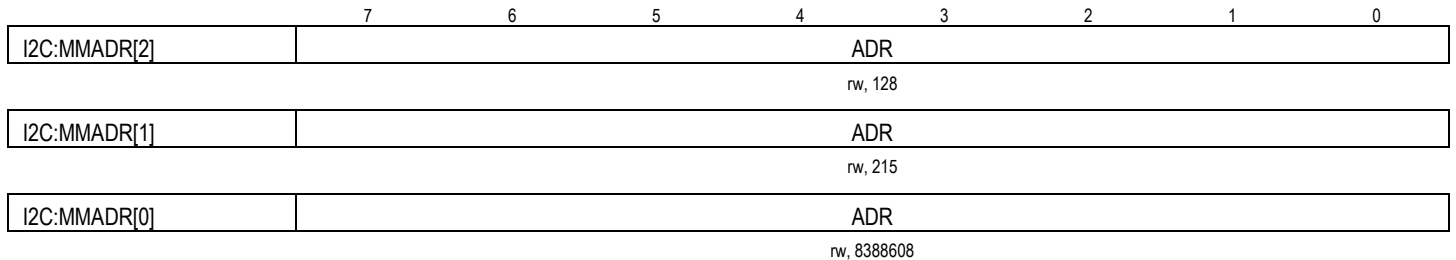 7 6 5 4 3 2 1 0
I2C:MMADR[2] ADR
rw, 128
I2C:MMADR[1] ADR
rw, 215
I2C:MMADR[0] ADR
rw, 8388608